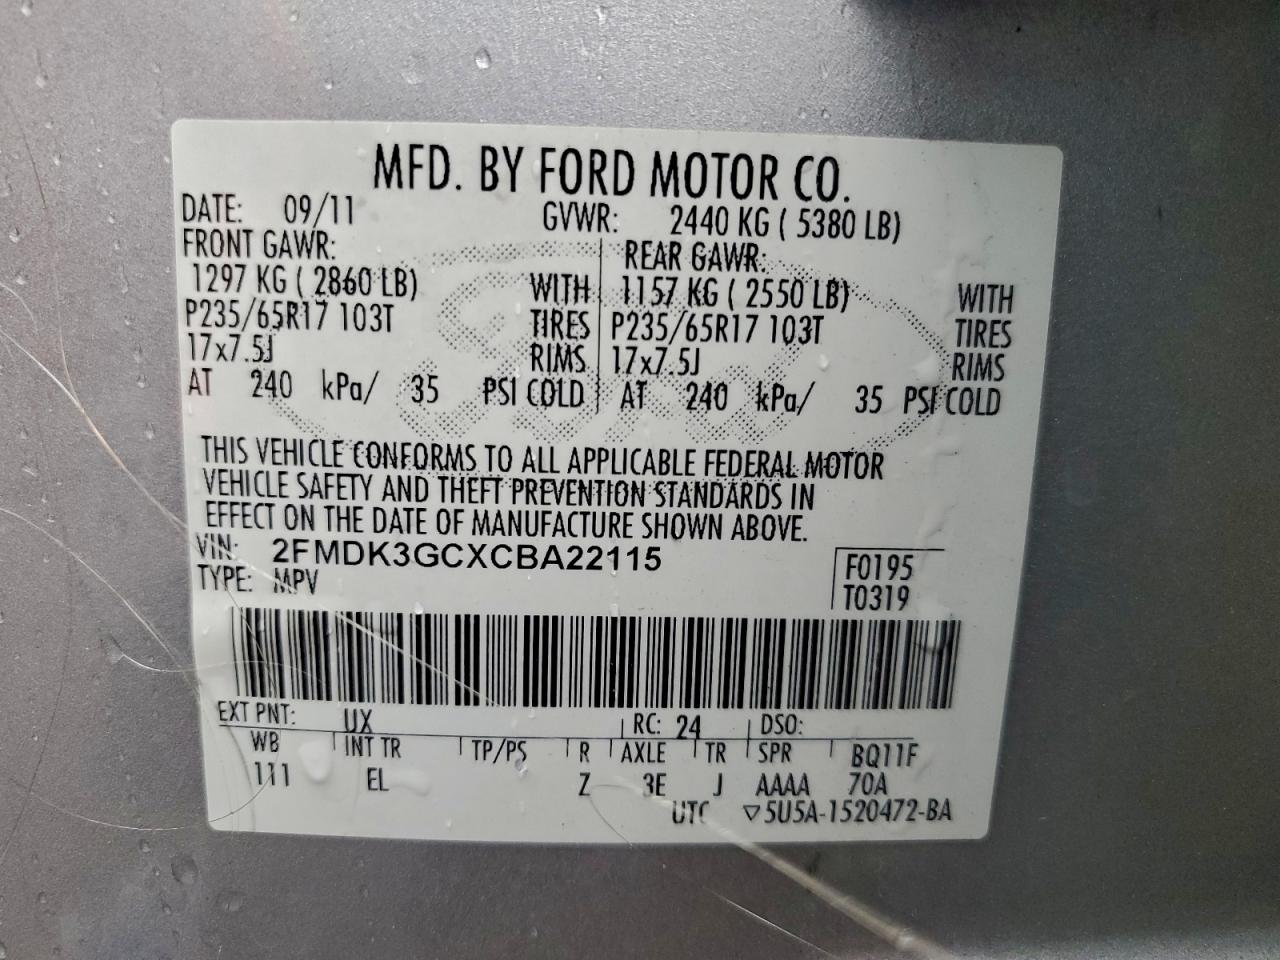 MFD. BY FORD MOTOR CO.
DATE: 09/11 GVWR: 2440 KG ( 5380 LB)
FRONT GAWR: REAR GAWR:
1297 KG ( 2860 LB) WITH 1157 KG ( 2550 LB) WITH
P235/65R17 103T TIRES P235/65R17 103T TIRES
17x7.5J RIMS 17x7.5J RIMS
AT 240 kPa/ 35 PSI COLD AT 240 kPa/ 35 PSI COLD
THIS VEHICLE CONFORMS TO ALL APPLICABLE FEDERAL MOTOR
VEHICLE SAFETY AND THEFT PREVENTION STANDARDS IN
EFFECT ON THE DATE OF MANUFACTURE SHOWN ABOVE.
VIN: 2FMDK3GCXCBA22115
TYPE: MPV
F0195
T0319
EXT PNT: UX RC: 24 DSO:
WB INT TR TP/PS R AXLE TR SPR BQ11F
111 EL Z 3E J AAAA 70A
UTC ▽5U5A-1520472-BA